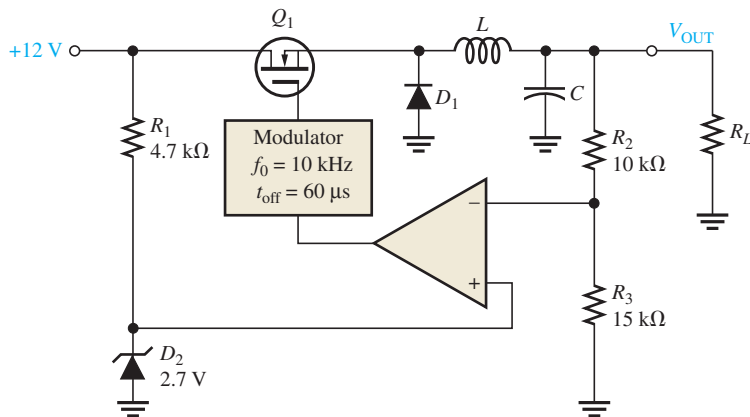 Q1
+12 V
L
VOUT
D1
C
R1
4.7 kΩ
Modulator
f0 = 10 kHz
toff = 60 μs
R2
10 kΩ
RL
−
+
R3
15 kΩ
D2
2.7 V